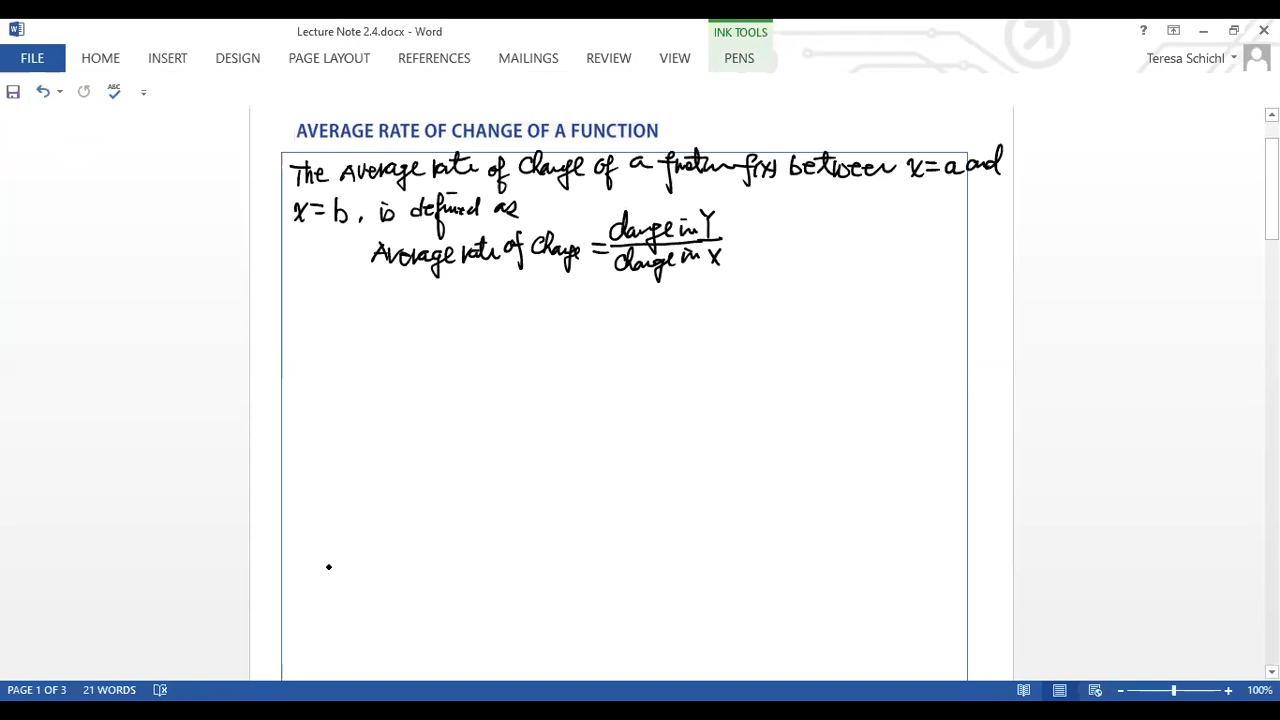 Lecture Note 2.4.docx - Word
INK TOOLS
?
FILE HOME INSERT DESIGN PAGE LAYOUT REFERENCES MAILINGS REVIEW VIEW PENS Teresa Schichl
ABC
AVERAGE RATE OF CHANGE OF A FUNCTION
The Average rate of Change of a function f(x) between x=a and
x=b, is defined as
Average rate of Change = change in Y
change in X
PAGE 1 OF 3 21 WORDS 100%